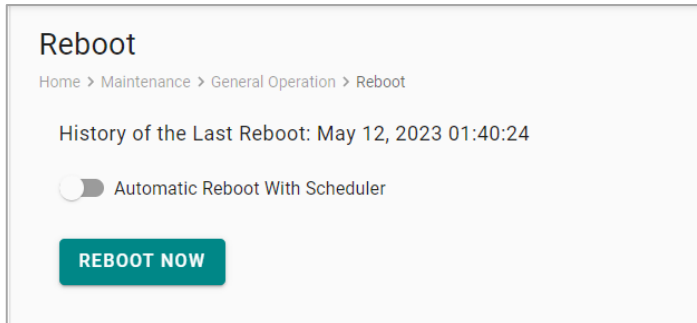 Reboot
Home > Maintenance > General Operation > Reboot
History of the Last Reboot: May 12, 2023 01:40:24
Automatic Reboot With Scheduler
REBOOT NOW